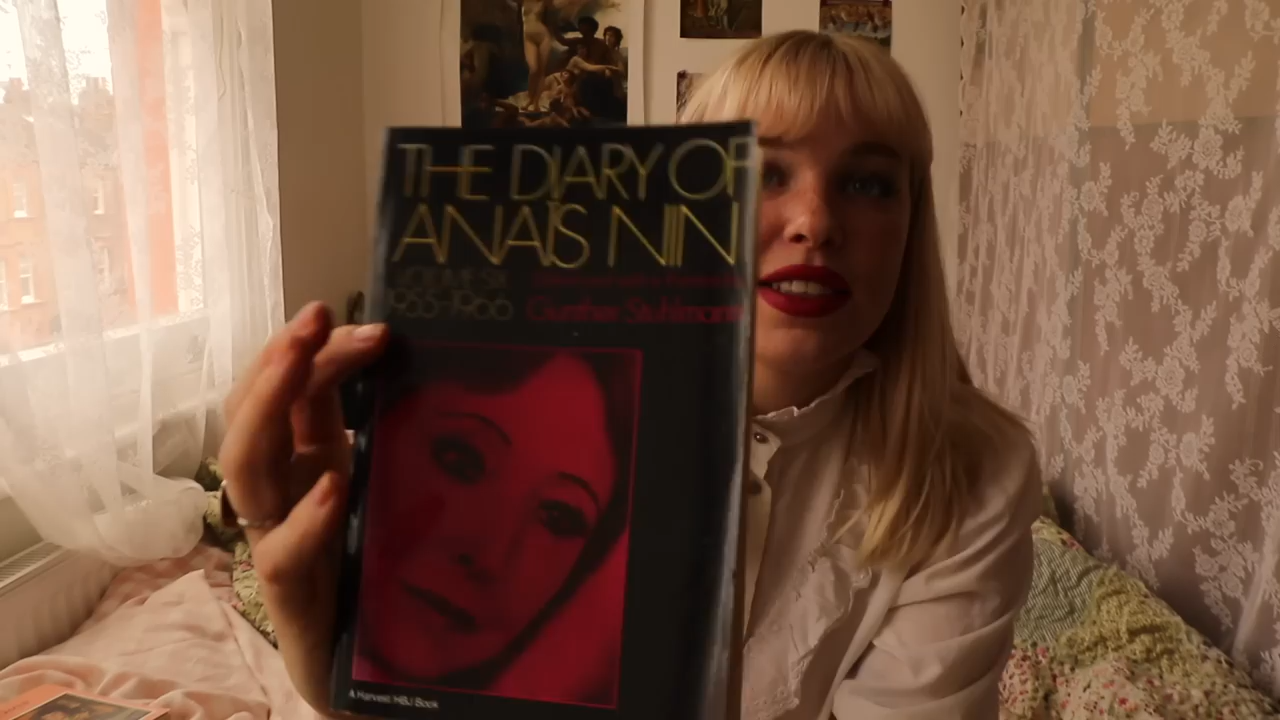 THE DIARY OF
ANAÏS NIN
VOLUME SIX
1955-1966
Gunther Stuhlmann
A Harvest/HBJ Book